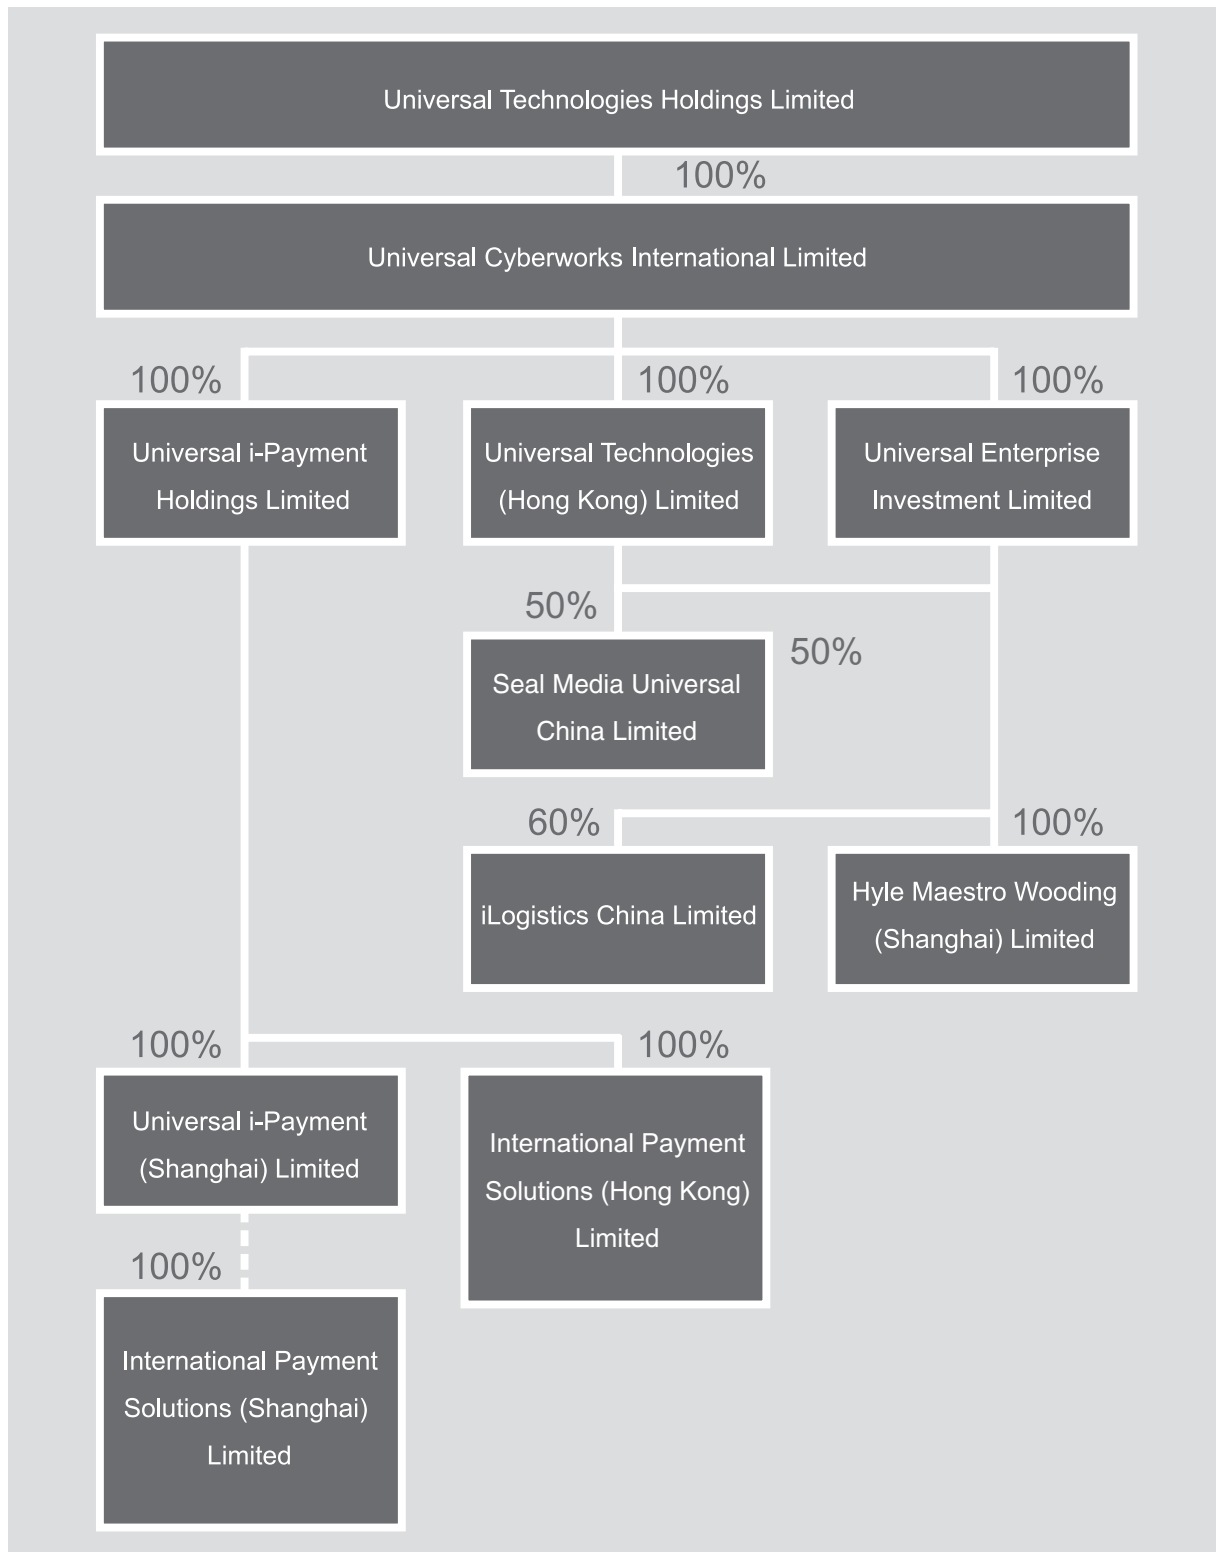 Universal Technologies Holdings Limited
100%
Universal Cyberworks International Limited
100%
100%
100%
Universal i-Payment
Holdings Limited
Universal Technologies
(Hong Kong) Limited
Universal Enterprise
Investment Limited
50%
50%
Seal Media Universal
China Limited
60%
100%
iLogistics China Limited
Hyle Maestro Wooding
(Shanghai) Limited
100%
100%
Universal i-Payment
(Shanghai) Limited
International Payment
Solutions (Hong Kong)
Limited
100%
International Payment
Solutions (Shanghai)
Limited